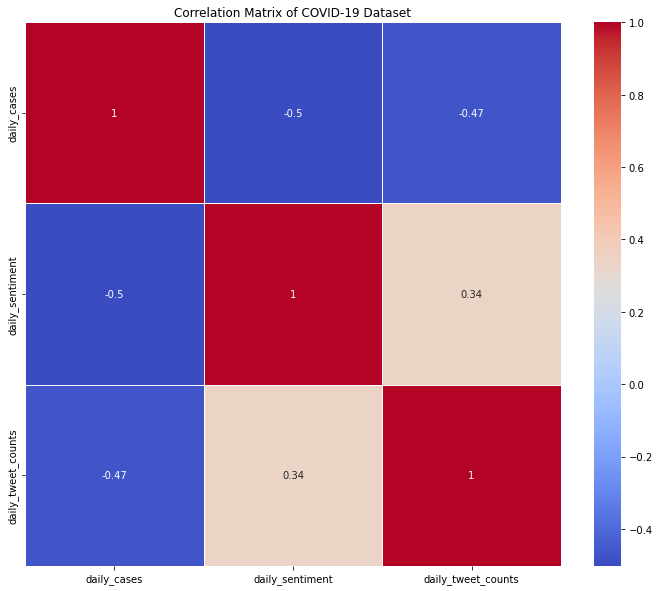 Correlation Matrix of COVID-19 Dataset
daily_cases
1
-0.5
-0.47
daily_sentiment
-0.5
1
0.34
daily_tweet_counts
-0.47
0.34
1
daily_cases
daily_sentiment
daily_tweet_counts
1.0
0.8
0.6
0.4
0.2
0.0
−0.2
−0.4